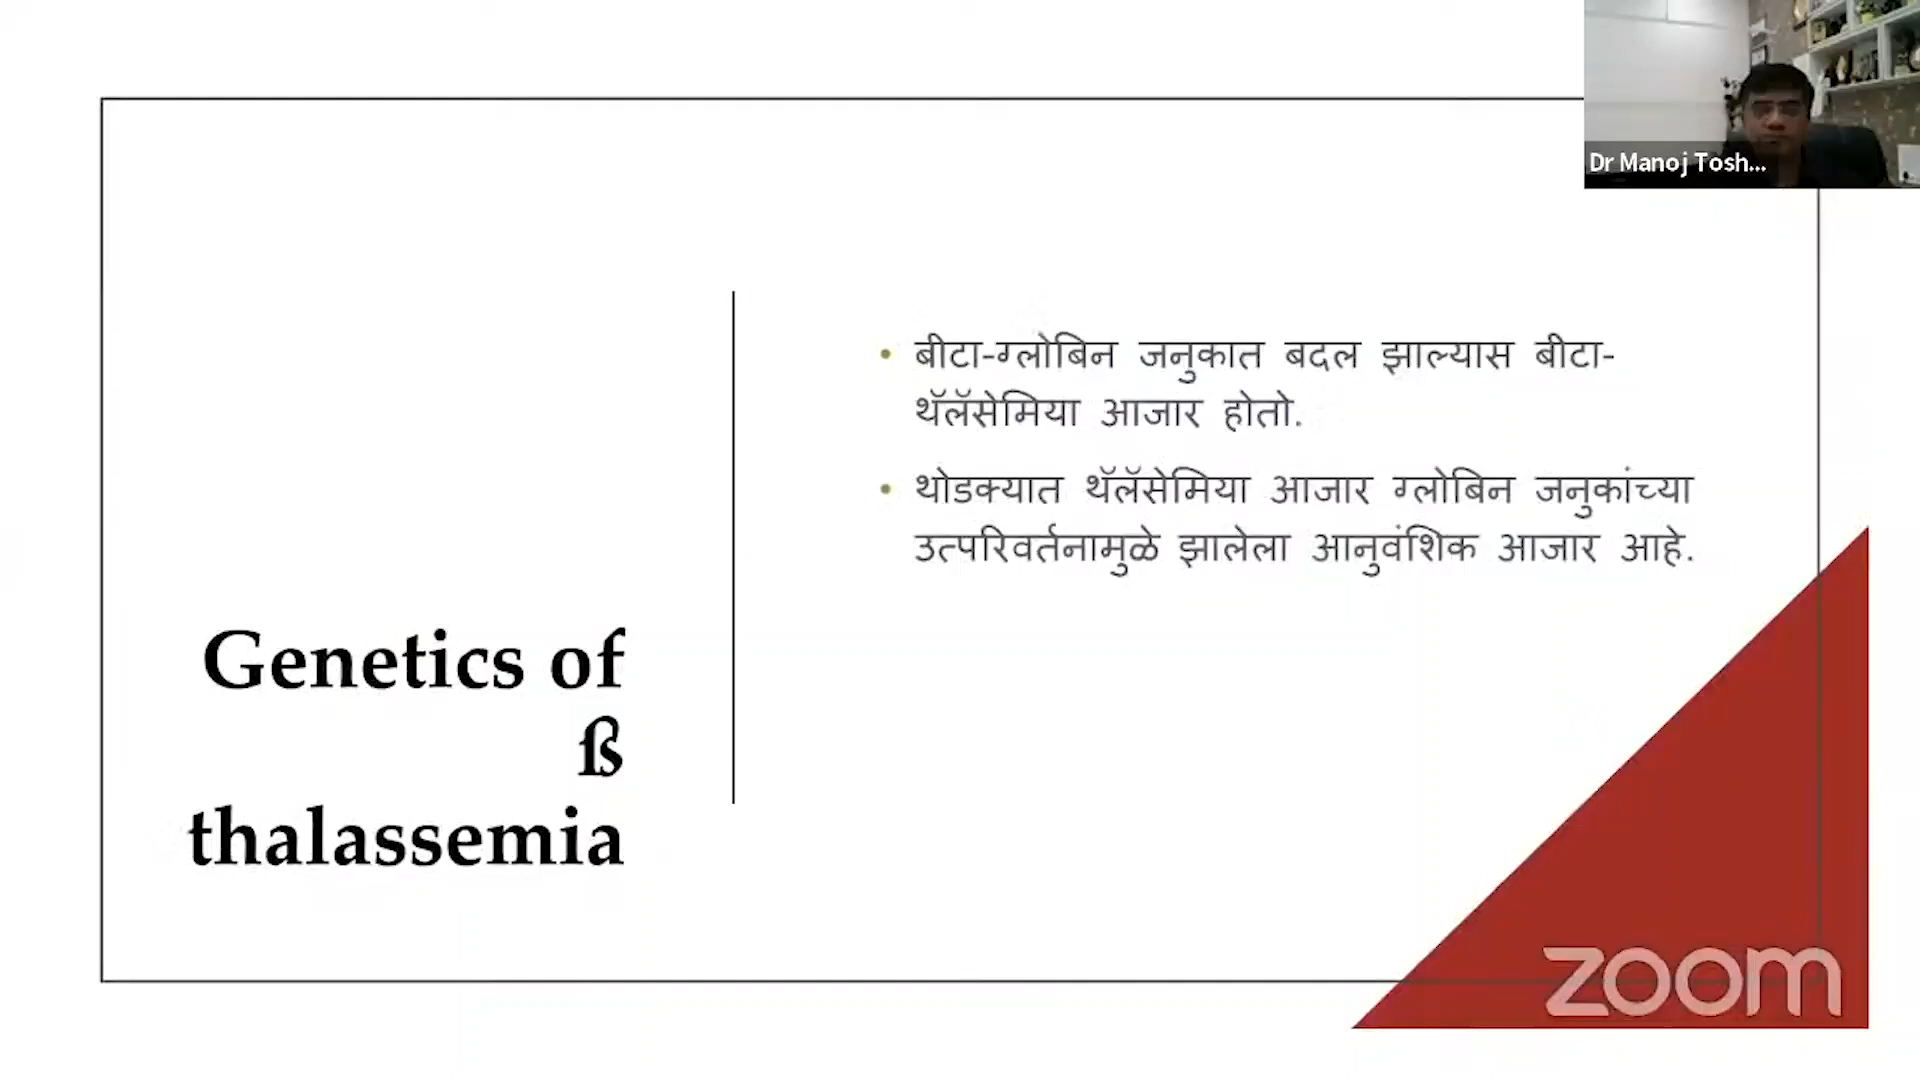 Dr Manoj Tosh...
बीटा-ग्लोबिन जनुकात बदल झाल्यास बीटा-
थॅलॅसेमिया आजार होतो.
थोडक्यात थॅलॅसेमिया आजार ग्लोबिन जनुकांच्या
उत्परिवर्तनामुळे झालेला आनुवंशिक आजार आहे.
Genetics of
ß
thalassemia
zoom